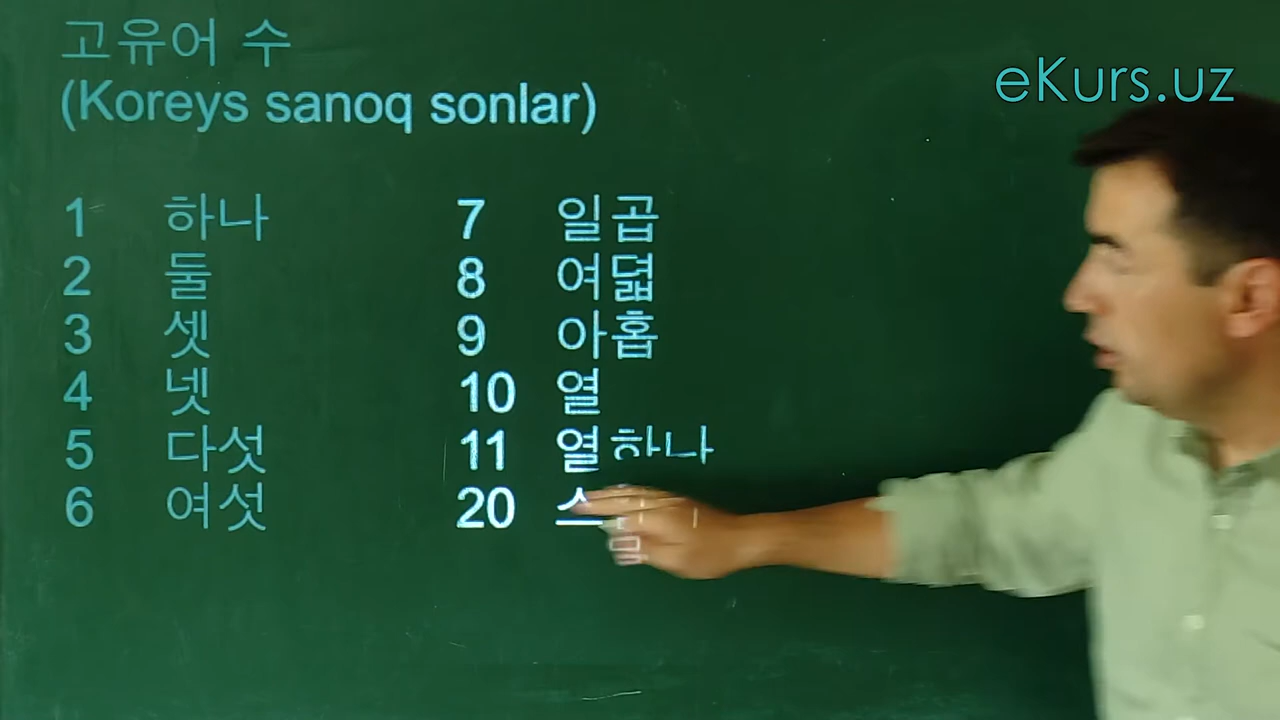 고유어 수
eKurs.uz
(Koreys sanoq sonlar)
1 하나 7 일곱
2 둘 8 여덟
3 셋 9 아홉
4 넷 10 열
5 다섯 11 열하나
6 여섯 20